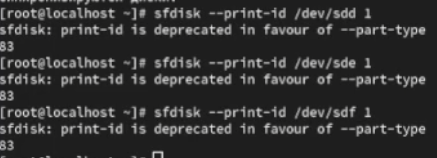 [root@localhost ~]# sfdisk --print-id /dev/sdd 1
sfdisk: print-id is deprecated in favour of --part-type
83
[root@localhost ~]# sfdisk --print-id /dev/sde 1
sfdisk: print-id is deprecated in favour of --part-type
83
[root@localhost ~]# sfdisk --print-id /dev/sdf 1
sfdisk: print-id is deprecated in favour of --part-type
83